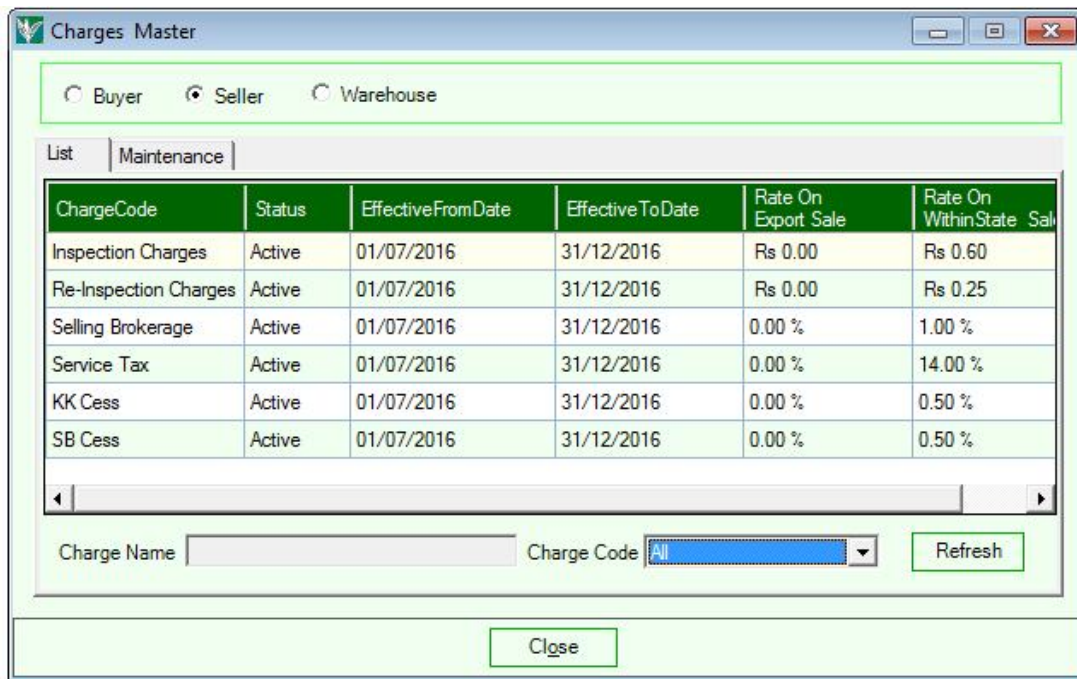 Charges Master
Buyer Seller Warehouse
List Maintenance
ChargeCode Status EffectiveFromDate EffectiveToDate Rate On Export Sale Rate On WithinState Sal
Inspection Charges Active 01/07/2016 31/12/2016 Rs 0.00 Rs 0.60
Re-Inspection Charges Active 01/07/2016 31/12/2016 Rs 0.00 Rs 0.25
Selling Brokerage Active 01/07/2016 31/12/2016 0.00 % 1.00 %
Service Tax Active 01/07/2016 31/12/2016 0.00 % 14.00 %
KK Cess Active 01/07/2016 31/12/2016 0.00 % 0.50 %
SB Cess Active 01/07/2016 31/12/2016 0.00 % 0.50 %
Charge Name Charge Code All Refresh
Close